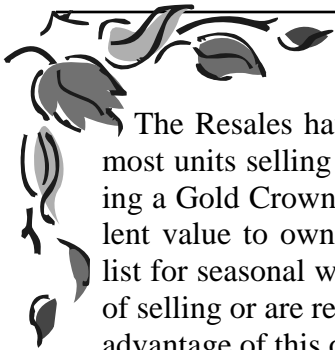 The Resales ha
most units selling
ing a Gold Crown
lent value to own
list for seasonal w
of selling or are re
advantage of this